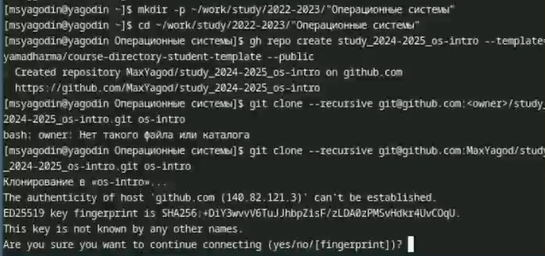 [msyagodin@yagodin ~]$ mkdir -p ~/work/study/2022-2023/"Операционные системы"
[msyagodin@yagodin ~]$ cd ~/work/study/2022-2023/"Операционные системы"
[msyagodin@yagodin Операционные системы]$ gh repo create study_2024-2025_os-intro --template=
yamadharma/course-directory-student-template --public
Created repository MaxYagod/study_2024-2025_os-intro on github.com
https://github.com/MaxYagod/study_2024-2025_os-intro
[msyagodin@yagodin Операционные системы]$ git clone --recursive git@github.com:<owner>/study_
2024-2025_os-intro.git os-intro
bash: owner: Нет такого файла или каталога
[msyagodin@yagodin Операционные системы]$ git clone --recursive git@github.com:MaxYagod/study
_2024-2025_os-intro.git os-intro
Клонирование в «os-intro»...
The authenticity of host 'github.com (140.82.121.3)' can't be established.
ED25519 key fingerprint is SHA256:+DiY3wvvV6TuJJhbpZisF/zLDA0zPMSvHdkr4UvCOqU.
This key is not known by any other names.
Are you sure you want to continue connecting (yes/no/[fingerprint])?